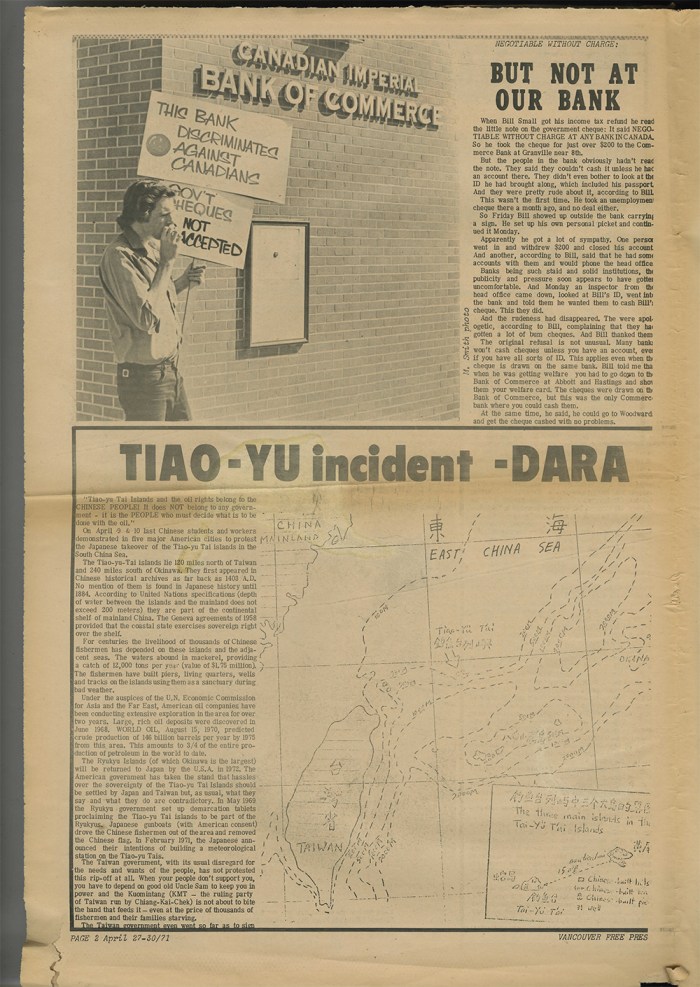 CANADIAN IMPERIAL
BANK OF COMMERCE
THIS BANK
DISCRIMINATES
AGAINST
CANADIANS
GOV'T
CHEQUES
NOT
ACCEPTED
H. Smith photo
NEGOTIABLE WITHOUT CHARGE:
BUT NOT AT
OUR BANK
When Bill Small got his income tax refund he read
the little note on the government cheque: It said NEGO-
TIABLE WITHOUT CHARGE AT ANY BANK IN CANADA.
So he took the cheque for just over $200 to the Com-
merce Bank at Granville near 8th.
But the people in the bank obviously hadn't read
the note. They said they couldn't cash it unless he had
an account there. They didn't even bother to look at the
ID he had brought along, which included his passport.
And they were pretty rude about it, according to Bill.
This wasn't the first time. He took an unemploymen
cheque there a month ago, and no deal either.
So Friday Bill showed up outside the bank carrying
a sign. He set up his own personal picket and contin-
ued it Monday.
Apparently he got a lot of sympathy. One person
went in and withdrew $200 and closed his account.
And another, according to Bill, said that he had some
accounts with them and would phone the head office.
Banks being such staid and solid institutions, the
publicity and pressure soon appears to have gotten
uncomfortable. And Monday an inspector from the
head office came down, looked at Bill's ID, went into
the bank and told them he wanted them to cash Bill's
cheque. This they did.
And the rudeness had disappeared. The were apol-
ogetic, according to Bill, complaining that they had
gotten a lot of bum cheques. And Bill thanked them.
The original refusal is not unusual. Many banks
won't cash cheques unless you have an account, even
if you have all sorts of ID. This applies even when the
cheque is drawn on the same bank. Bill told me tha
when he was getting welfare you had to go down to the
Bank of Commerce at Abbott and Hastings and show
them your welfare card. The cheques were drawn on the
Bank of Commerce, but this was the only Commerce
bank where you could cash them.
At the same time, he said, he could go to Woodward
and get the cheque cashed with no problems.
TIAO-YU incident -DARA
"Tiao-yu Tai Islands and the oil rights belong to the
CHINESE PEOPLE! It does NOT belong to any govern-
ment - it is the PEOPLE who must decide what is to be
done with the oil."
On April 9 & 10 last Chinese students and workers
demonstrated in five major American cities to protest
the Japanese takeover of the Tiao-yu Tai Islands in the
South China Sea.
The Tiao-yu-Tai islands lie 120 miles north of Taiwan
and 240 miles south of Okinawa. They first appeared in
Chinese historical archives as far back as 1403 A.D.
No mention of them is found in Japanese history until
1884. According to United Nations specifications (depth
of water between the islands and the mainland does not
exceed 200 meters) they are part of the continental
shelf of mainland China. The Geneva agreements of 1958
provided that the coastal state exercises sovereign right
over the shelf.
For centuries the livelihood of thousands of Chinese
fishermen has depended on these islands and the adja-
cent seas. The waters abound in mackerel, providing
a catch of 12,000 tons per year (value of $1.75 million).
The fishermen have built piers, living quarters, wells
and tracks on the islands using them as a sanctuary during
bad weather.
Under the auspices of the U.N. Economic Commission
for Asia and the Far East, American oil companies have
been conducting extensive exploration in the area for over
two years. Large, rich oil deposits were discovered in
June 1968. WORLD OIL, August 15, 1970, predicted
crude production of 146 billion barrels per year by 1975
from this area. This amounts to 3/4 of the entire pro-
duction of petroleum in the world to date.
The Ryukyu Islands (of which Okinawa is the largest)
will be returned to Japan by the U.S.A. in 1972. The
American government has taken the stand that hassles
over the sovereignty of the Tiao-yu Tai Islands should
be settled by Japan and Taiwan but, as usual, what they
say and what they do are contradictory. In May 1969
the Ryukyu government set up demarcation tablets
proclaiming the Tiao-yu Tai islands to be part of the
Ryukyus. Japanese gunboats (with American consent)
drove the Chinese fishermen out of the area and removed
the Chinese flag. In February 1971, the Japanese ann-
ounced their intentions of building a meteorological
station on the Tiao-yu Tais.
The Taiwan government, with its usual disregard for
the needs and wants of the people, has not protested
this rip-off at all. When your people don't support you,
you have to depend on good old Uncle Sam to keep you in
power and the Kuomintang (KMT - the ruling party
of Taiwan run by Chiang-Kai-Chek) is not about to bite
the hand that feeds it - even at the price of thousands of
fishermen and their families starving.
The Taiwan government even went so far as to sign
CHINA
MAINLAND
東 海
EAST CHINA SEA
Tiao-Yü Tai
OKINA
台
灣
省
TAIWAN
The three main islands in the
Tiao-Yü Tai Islands
Tiao-Yü Tai
Chinese-built
Chinese-built
Chinese-built
PAGE 2 April 27-30/71
VANCOUVER FREE PRES